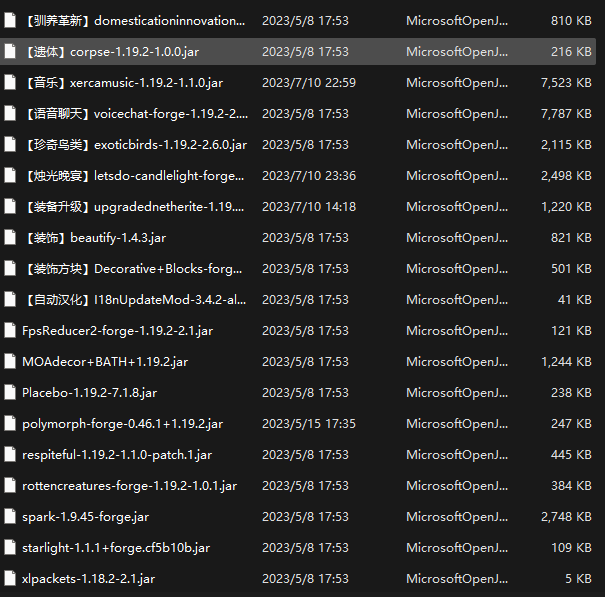 【驯养革新】domesticationinnovation... 2023/5/8 17:53 MicrosoftOpenJ... 810 KB
【遗体】corpse-1.19.2-1.0.0.jar 2023/5/8 17:53 MicrosoftOpenJ... 216 KB
【音乐】xercamusic-1.19.2-1.1.0.jar 2023/7/10 22:59 MicrosoftOpenJ... 7,523 KB
【语音聊天】voicechat-forge-1.19.2-2.... 2023/5/8 17:53 MicrosoftOpenJ... 7,787 KB
【珍奇鸟类】exoticbirds-1.19.2-2.6.0.jar 2023/5/8 17:53 MicrosoftOpenJ... 2,115 KB
【烛光晚宴】letsdo-candlelight-forge... 2023/7/10 23:36 MicrosoftOpenJ... 2,498 KB
【装备升级】upgradednetherite-1.19.... 2023/7/10 14:18 MicrosoftOpenJ... 1,220 KB
【装饰】beautify-1.4.3.jar 2023/5/8 17:53 MicrosoftOpenJ... 821 KB
【装饰方块】Decorative+Blocks-forg... 2023/5/8 17:53 MicrosoftOpenJ... 501 KB
【自动汉化】I18nUpdateMod-3.4.2-al... 2023/5/8 17:53 MicrosoftOpenJ... 41 KB
FpsReducer2-forge-1.19.2-2.1.jar 2023/5/8 17:53 MicrosoftOpenJ... 121 KB
MOAdecor+BATH+1.19.2.jar 2023/5/8 17:53 MicrosoftOpenJ... 1,244 KB
Placebo-1.19.2-7.1.8.jar 2023/5/8 17:53 MicrosoftOpenJ... 238 KB
polymorph-forge-0.46.1+1.19.2.jar 2023/5/15 17:35 MicrosoftOpenJ... 247 KB
respiteful-1.19.2-1.1.0-patch.1.jar 2023/5/8 17:53 MicrosoftOpenJ... 445 KB
rottencreatures-forge-1.19.2-1.0.1.jar 2023/5/8 17:53 MicrosoftOpenJ... 384 KB
spark-1.9.45-forge.jar 2023/5/8 17:53 MicrosoftOpenJ... 2,748 KB
starlight-1.1.1+forge.cf5b10b.jar 2023/5/8 17:53 MicrosoftOpenJ... 109 KB
xlpackets-1.18.2-2.1.jar 2023/5/8 17:53 MicrosoftOpenJ... 5 KB